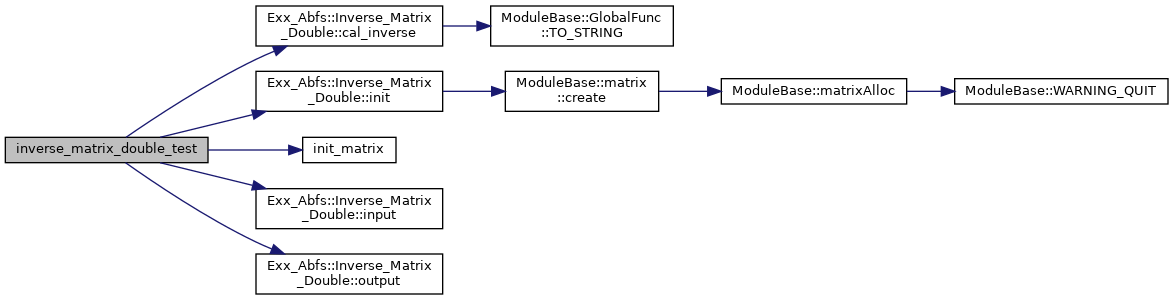 Exx_Abfs::Inverse_Matrix
_Double::cal_inverse
ModuleBase::GlobalFunc
::TO_STRING
Exx_Abfs::Inverse_Matrix
_Double::init
ModuleBase::matrix
::create
ModuleBase::matrixAlloc
ModuleBase::WARNING_QUIT
inverse_matrix_double_test
init_matrix
Exx_Abfs::Inverse_Matrix
_Double::input
Exx_Abfs::Inverse_Matrix
_Double::output